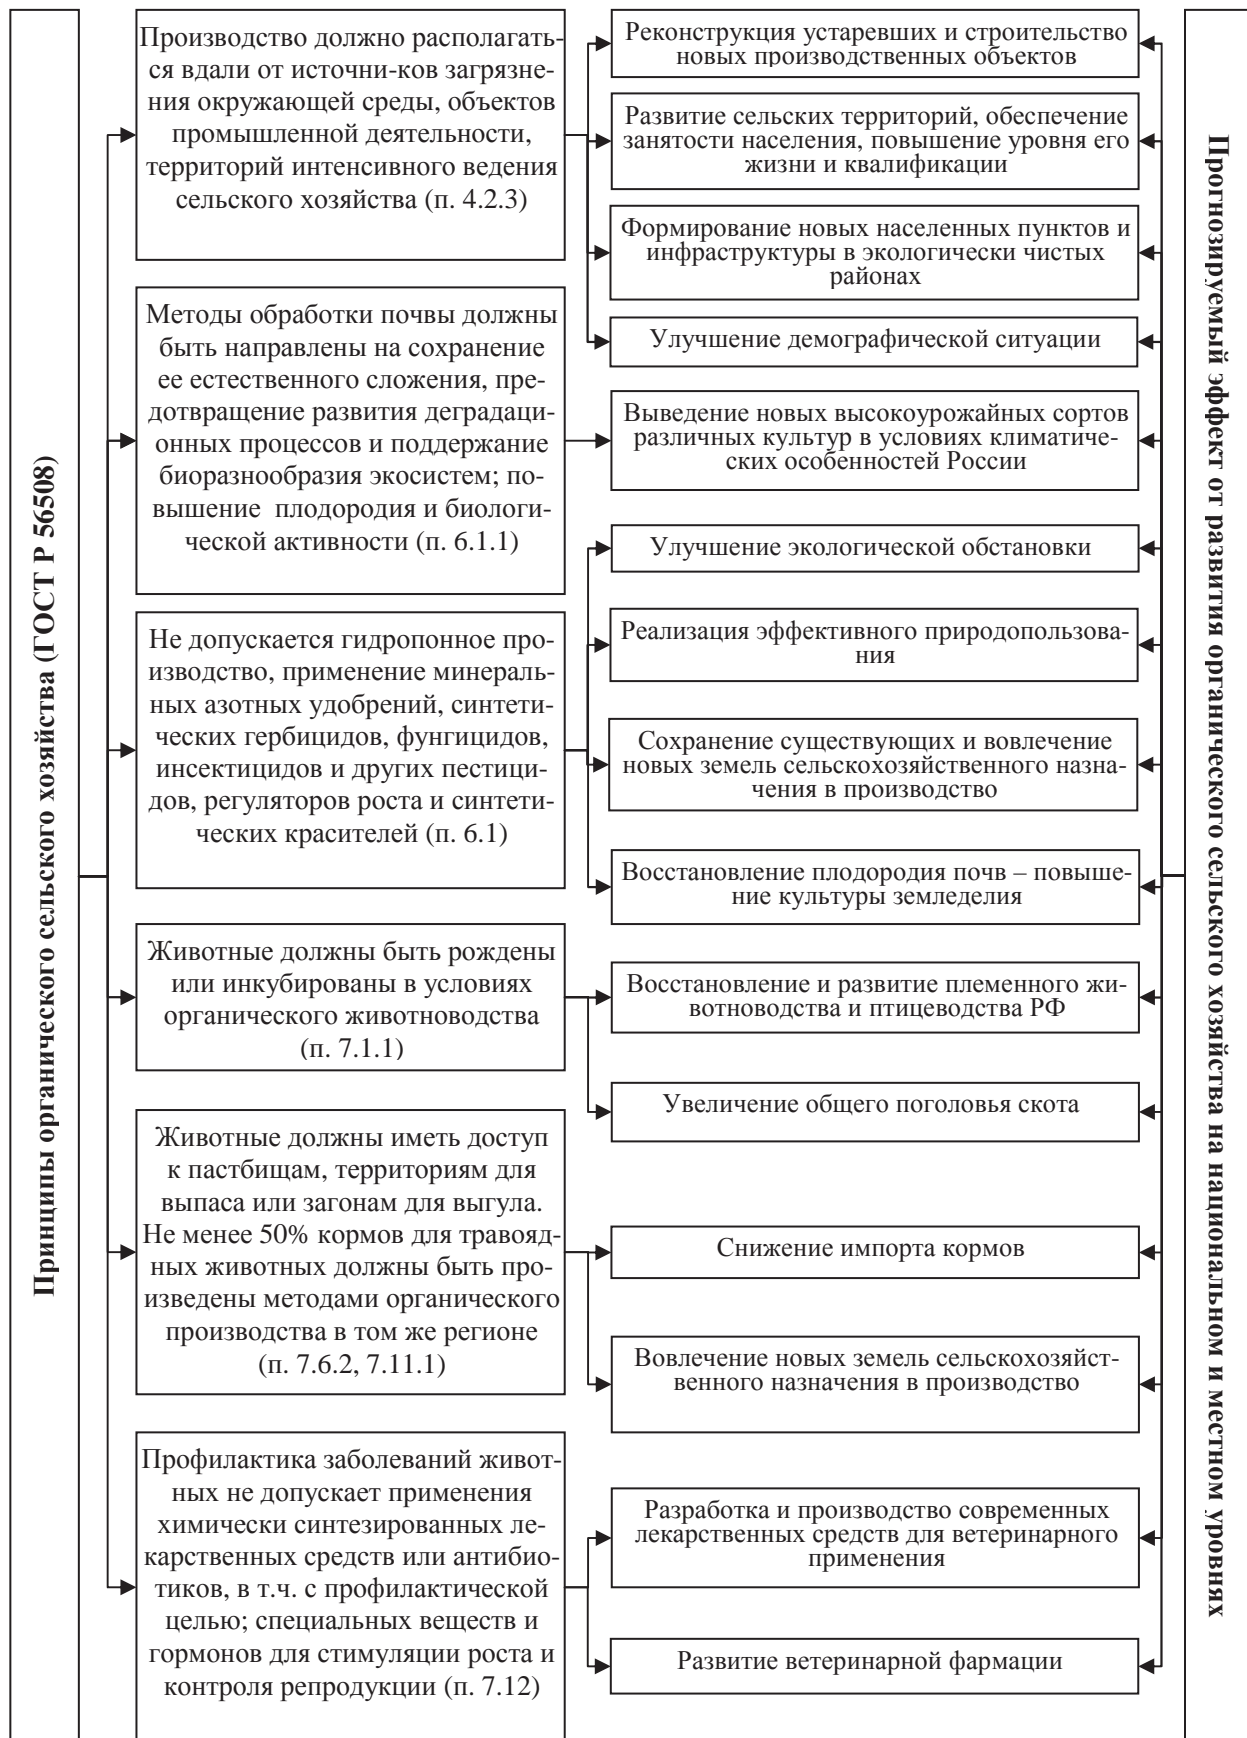 Принципы органического сельского хозяйства (ГОСТ Р 56508)
Производство должно располагать-
ся вдали от источни-ков загрязне-
ния окружающей среды, объектов
промышленной деятельности,
территорий интенсивного ведения
сельского хозяйства (п. 4.2.3)
Методы обработки почвы должны
быть направлены на сохранение
ее естественного сложения, пре-
дотвращение развития деградаци-
онных процессов и поддержание
биоразнообразия экосистем; по-
вышение плодородия и биологи-
ческой активности (п. 6.1.1)
Не допускается гидропонное про-
изводство, применение минераль-
ных азотных удобрений, синтети-
ческих гербицидов, фунгицидов,
инсектицидов и других пестици-
дов, регуляторов роста и синтети-
ческих красителей (п. 6.1)
Животные должны быть рождены
или инкубированы в условиях
органического животноводства
(п. 7.1.1)
Животные должны иметь доступ
к пастбищам, территориям для
выпаса или загонам для выгула.
Не менее 50% кормов для травояд-
ных животных должны быть про-
изведены методами органического
производства в том же регионе
(п. 7.6.2, 7.11.1)
Профилактика заболеваний живот-
ных не допускает применения
химически синтезированных ле-
карственных средств или антибио-
тиков, в т.ч. с профилактической
целью; специальных веществ и
гормонов для стимуляции роста и
контроля репродукции (п. 7.12)
Реконструкция устаревших и строительство
новых производственных объектов
Развитие сельских территорий, обеспечение
занятости населения, повышение уровня его
жизни и квалификации
Формирование новых населенных пунктов и
инфраструктуры в экологически чистых
районах
Улучшение демографической ситуации
Выведение новых высокоурожайных сортов
различных культур в условиях климатиче-
ских особенностей России
Улучшение экологической обстановки
Реализация эффективного природопользова-
ния
Сохранение существующих и вовлечение
новых земель сельскохозяйственного назна-
чения в производство
Восстановление плодородия почв – повыше-
ние культуры земледелия
Восстановление и развитие племенного жи-
вотноводства и птицеводства РФ
Увеличение общего поголовья скота
Снижение импорта кормов
Вовлечение новых земель сельскохозяйст-
венного назначения в производство
Разработка и производство современных
лекарственных средств для ветеринарного
применения
Развитие ветеринарной фармации
Прогнозируемый эффект от развития органического сельского хозяйства на национальном и местном уровнях